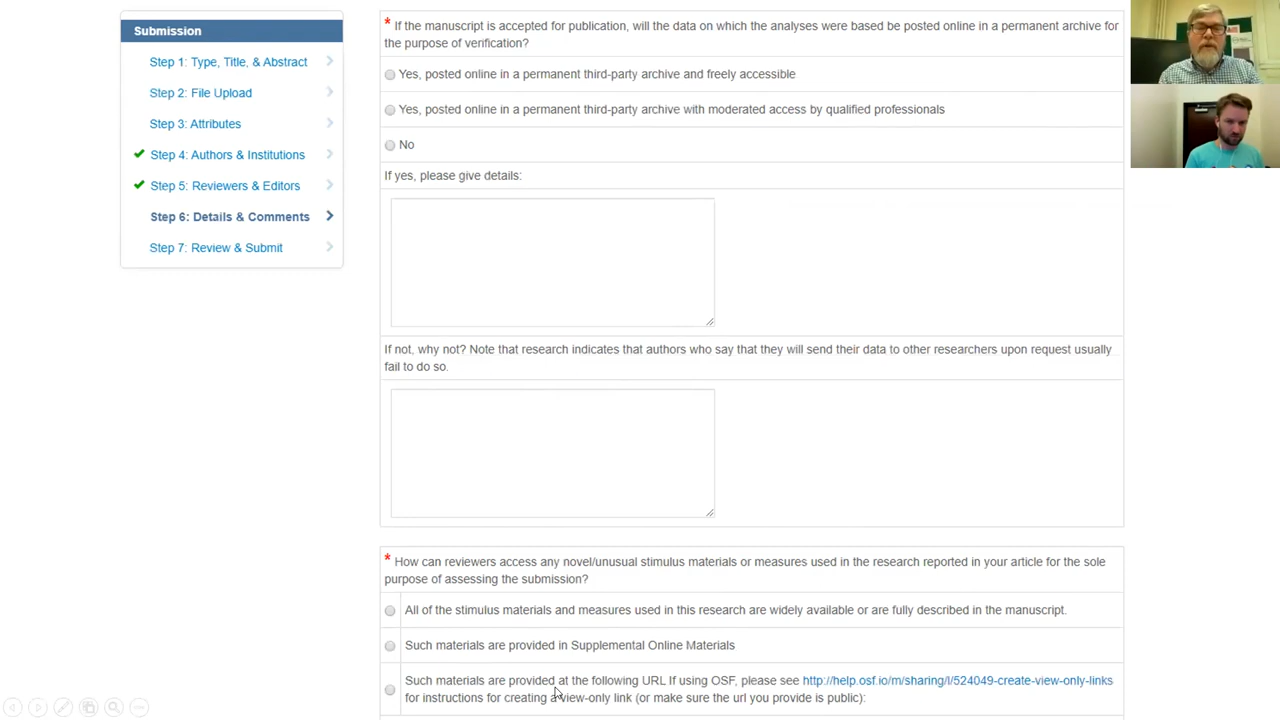 Submission
Step 1: Type, Title, & Abstract
Step 2: File Upload
Step 3: Attributes
Step 4: Authors & Institutions
Step 5: Reviewers & Editors
Step 6: Details & Comments
Step 7: Review & Submit
* If the manuscript is accepted for publication, will the data on which the analyses were based be posted online in a permanent archive for
the purpose of verification?
Yes, posted online in a permanent third-party archive and freely accessible
Yes, posted online in a permanent third-party archive with moderated access by qualified professionals
No
If yes, please give details:
If not, why not? Note that research indicates that authors who say that they will send their data to other researchers upon request usually
fail to do so.
* How can reviewers access any novel/unusual stimulus materials or measures used in the research reported in your article for the sole
purpose of assessing the submission?
All of the stimulus materials and measures used in this research are widely available or are fully described in the manuscript.
Such materials are provided in Supplemental Online Materials
Such materials are provided at the following URL If using OSF, please see http://help.osf.io/m/sharing/l/524049-create-view-only-links
for instructions for creating a view-only link (or make sure the url you provide is public):